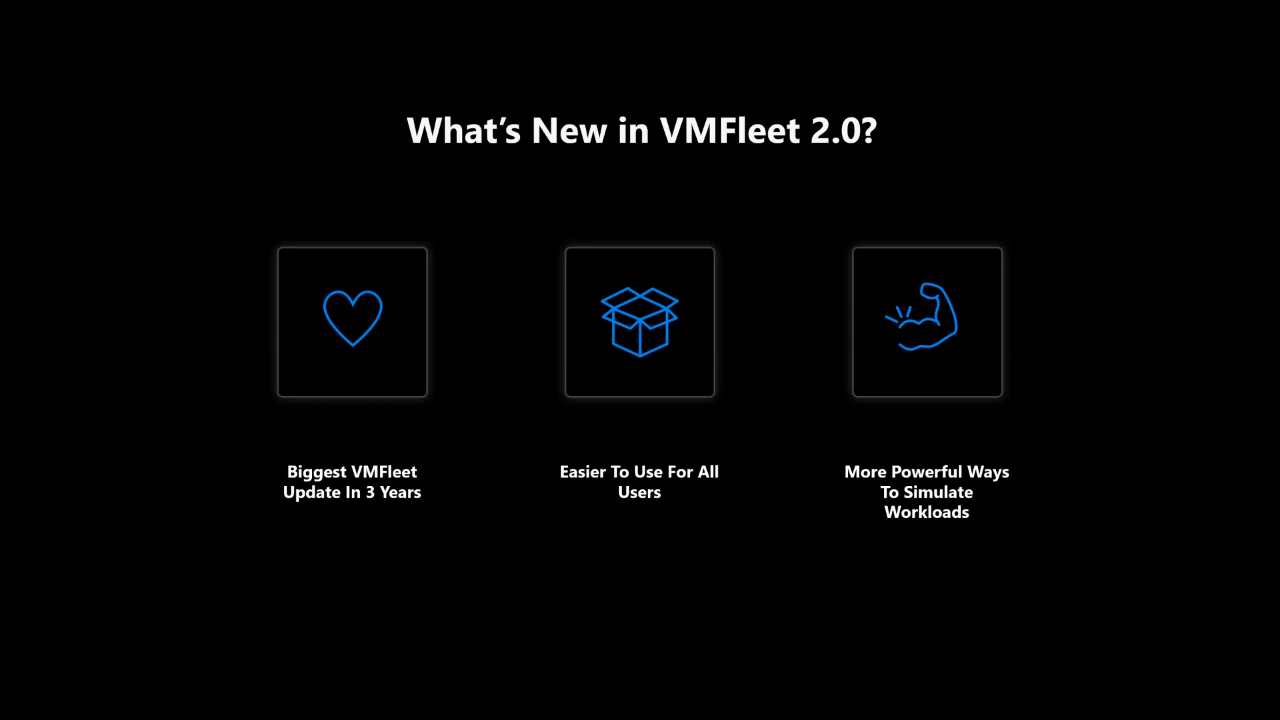 What’s New in VMFleet 2.0?
Biggest VMFleet
Update In 3 Years
Easier To Use For All
Users
More Powerful Ways
To Simulate
Workloads